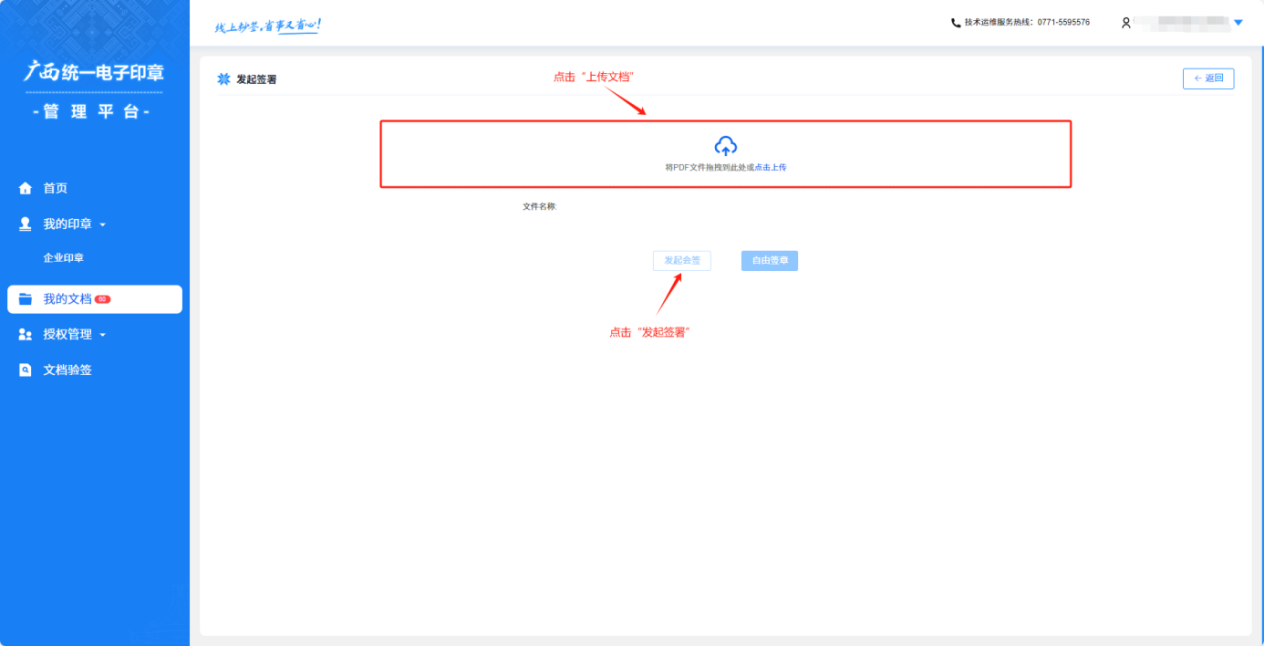 线上秒签,省事又省心!
技术运维服务热线：0771-5595576
广西统一电子印章
-管理平台-
首页
我的印章
企业印章
我的文档 60
授权管理
文档验签
发起签署
点击“上传文档”
← 返回
将PDF文件拖拽到此处或点击上传
文件名称:
发起会签
自由签章
点击“发起签署”